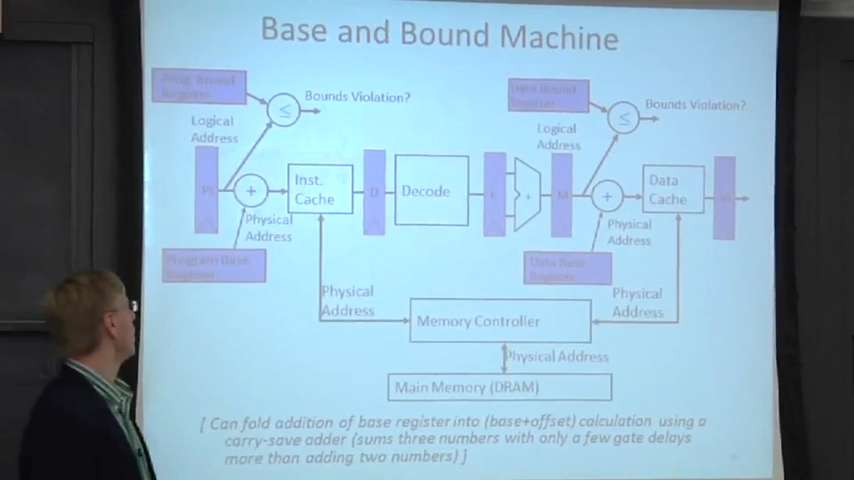 Base and Bound Machine
Prog. Bound
Register
Bounds Violation?
Data Bound
Register
Bounds Violation?
Logical
Address
Logical
Address
PC
+
≤
Inst.
Cache
D
Decode
E
+
M
+
≤
Data
Cache
W
Physical
Address
Physical
Address
Program Base
Register
Data Base
Register
Physical
Address
Physical
Address
Memory Controller
Physical Address
Main Memory (DRAM)
[ Can fold addition of base register into (base+offset) calculation using a
carry-save adder (sums three numbers with only a few gate delays
more than adding two numbers) ]